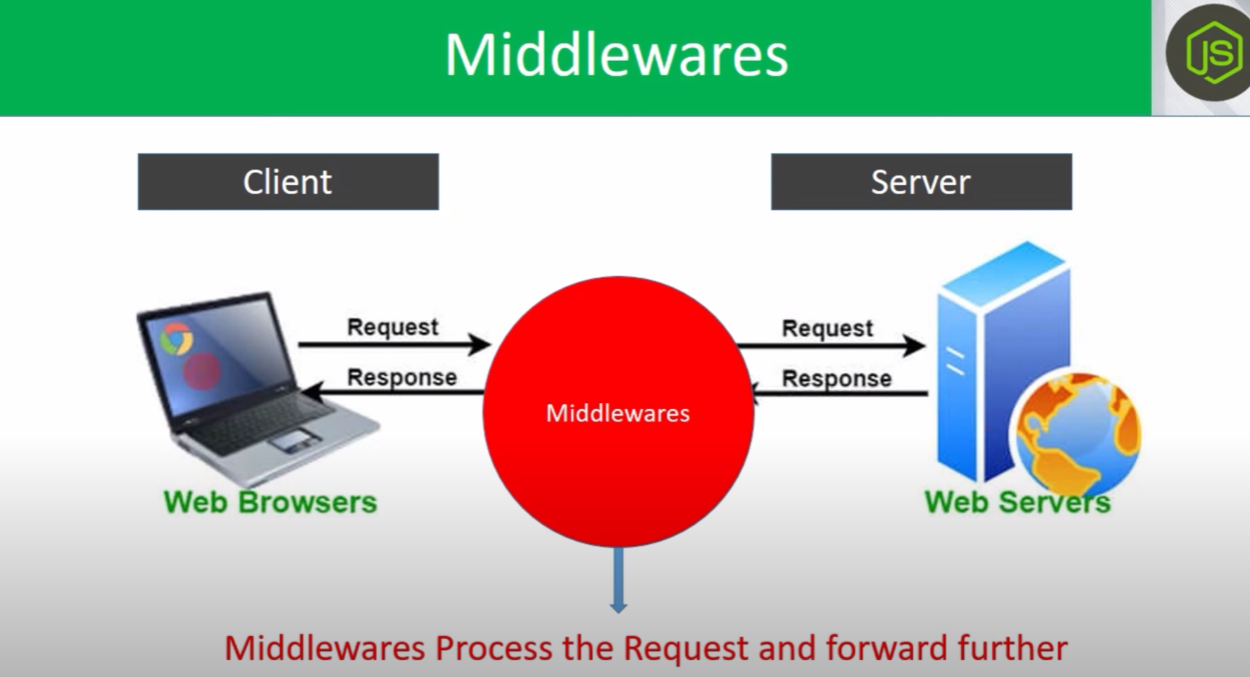 Middlewares
JS
Client
Server
Request
Response
Middlewares
Request
Response
Web Browsers
Web Servers
Middlewares Process the Request and forward further